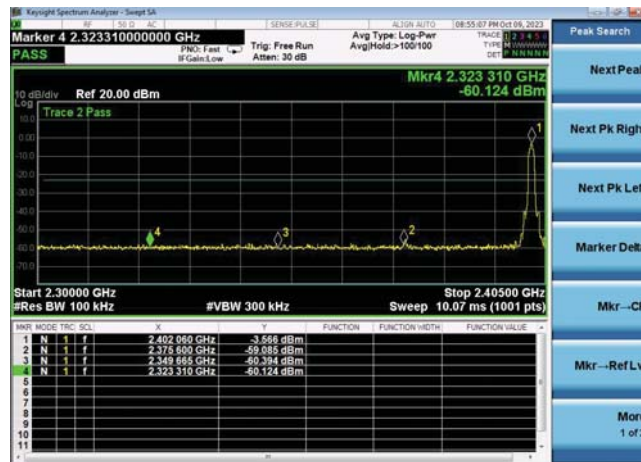 Keysight Spectrum Analyzer - Swept SA
RF 50 Ω AC SENSE:PULSE ALIGN AUTO 08:55:07 PM Oct 09, 2023
Marker 4 2.323310000000 GHz
PASS
PNO: Fast
IFGain:Low
Trig: Free Run
Atten: 30 dB
Avg Type: Log-Pwr
Avg|Hold:>100/100
TRACE 1 2 3 4 5 6
TYPE M WWWWW
DET P NNNNN
Mkr4 2.323 310 GHz
-60.124 dBm
10 dB/div Ref 20.00 dBm
Log
Trace 2 Pass
10.0
0.00
-10.0
-20.0
-30.0
-40.0
-50.0
-60.0
-70.0
1
2
3
4
Start 2.30000 GHz Stop 2.40500 GHz
#Res BW 100 kHz #VBW 300 kHz Sweep 10.07 ms (1001 pts)
MKR MODE TRC SCL X Y FUNCTION FUNCTION WIDTH FUNCTION VALUE
1 N 1 f 2.402 060 GHz -3.566 dBm
2 N 1 f 2.375 600 GHz -59.085 dBm
3 N 1 f 2.349 665 GHz -60.394 dBm
4 N 1 f 2.323 310 GHz -60.124 dBm
5
6
7
8
9
10
11
Peak Search
Next Peak
Next Pk Righ
Next Pk Lef
Marker Delt
Mkr→C
Mkr→Ref Lv
Mor
1 of